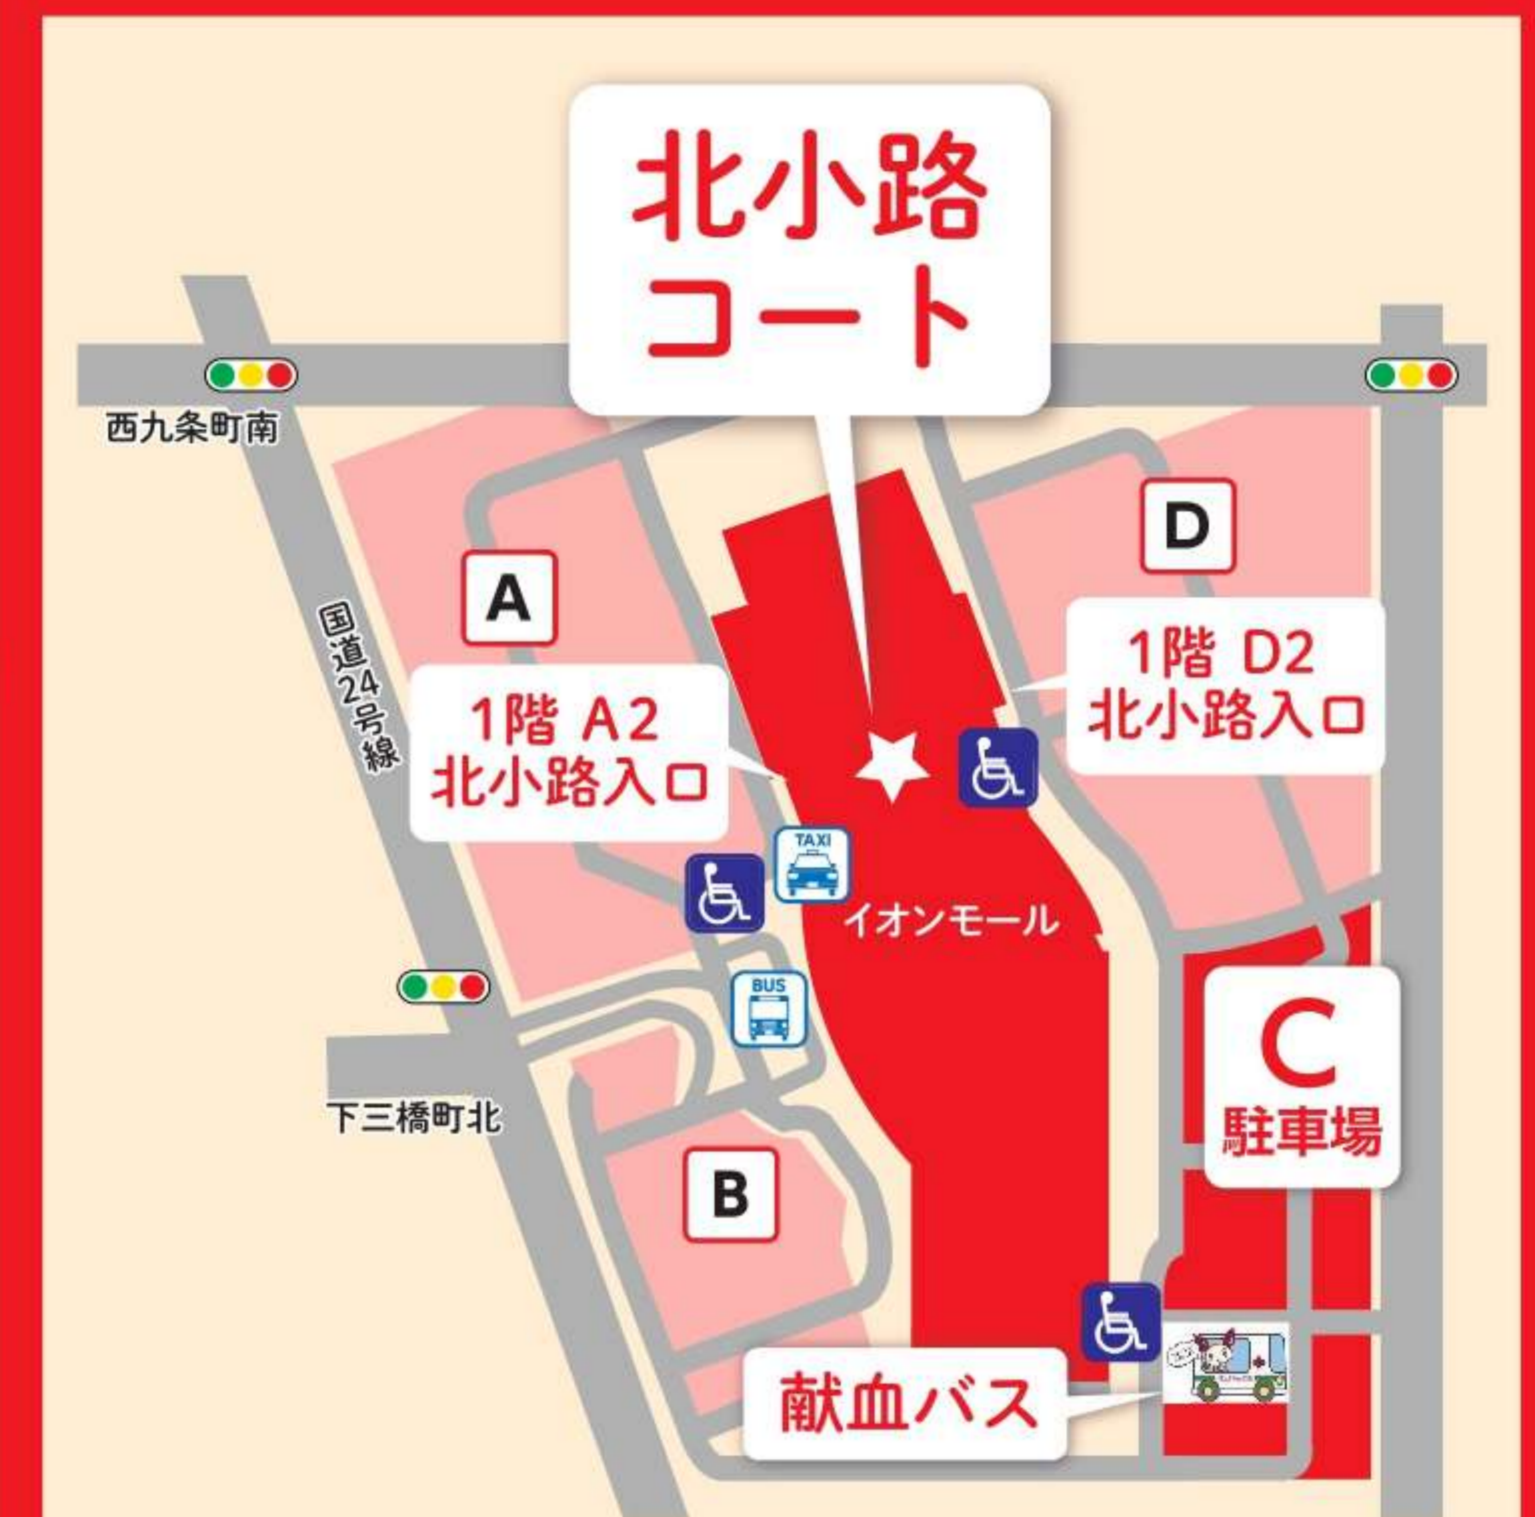 北小路
コート
西九条町南
D
A
1階 D2
北小路入口
国道24号線
1階 A2
北小路入口
TAXI
イオンモール
BUS
C
駐車場
下三橋町北
B
献血バス